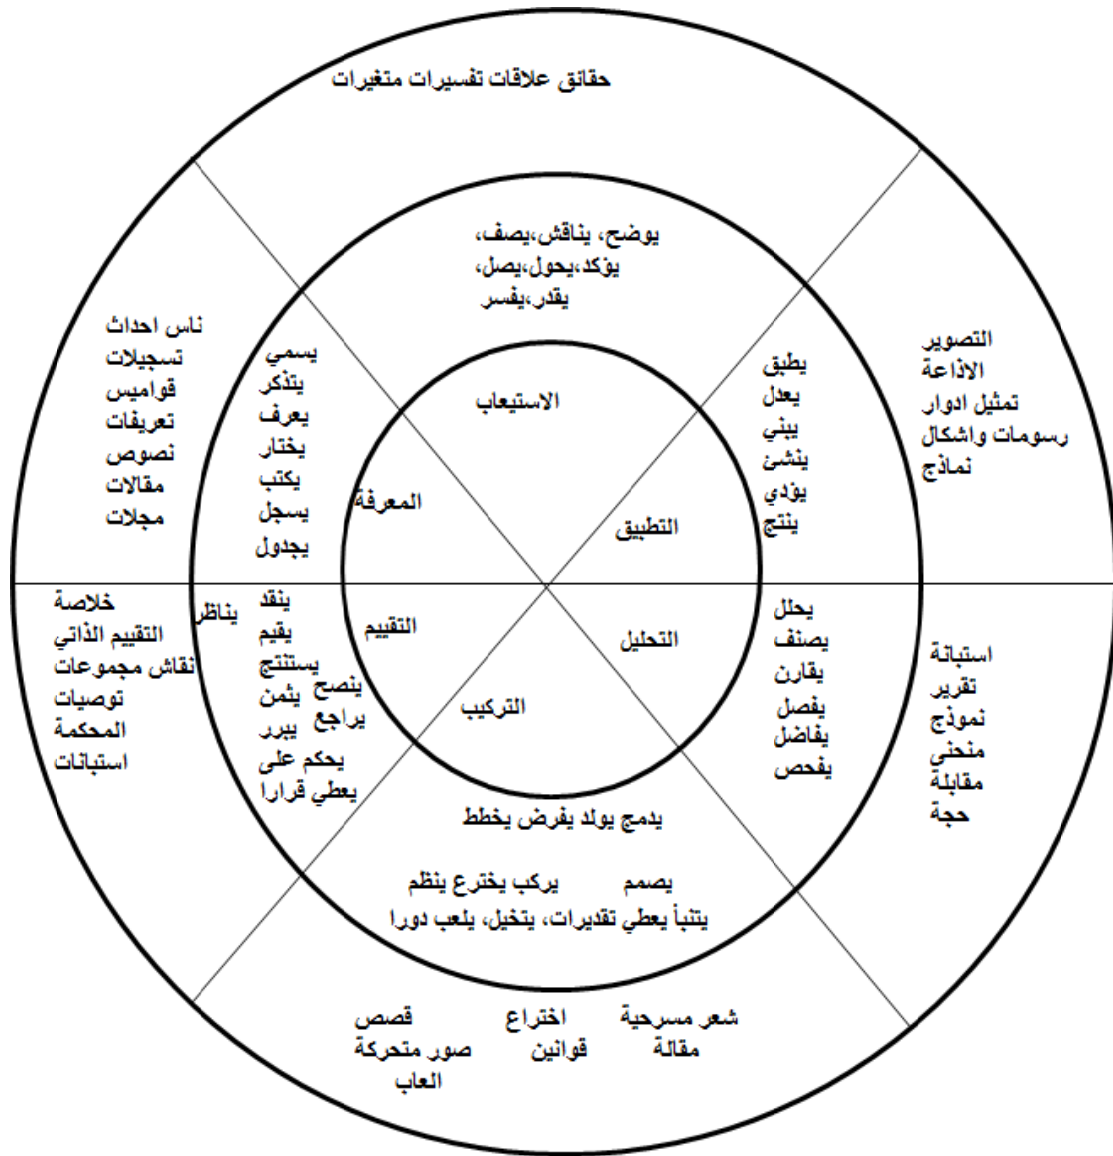 حقائق علاقات تفسيرات متغيرات
يوضح، يناقش،يصف،
يؤكد،يحول،يصل،
يقدر،يفسر
الاستيعاب
التصوير
الاذاعة
تمثيل ادوار
رسومات واشكال
نماذج
يطبق
يعدل
يبني
ينشئ
يؤدي
ينتج
التطبيق
يسمي
يتذكر
يعرف
يختار
يكتب
يسجل
يجدول
المعرفة
ناس احداث
تسجيلات
قواميس
تعريفات
نصوص
مقالات
مجلات
استبانة
تقرير
نموذج
منحنى
مقابلة
حجة
يحلل
يصنف
يقارن
يفصل
يفاضل
يفحص
التحليل
التركيب
التقييم
ينقد
يناظر
يقيم
يستنتج
ينصح
يثمن
يراجع
يبرر
يحكم على
يعطي قرارا
خلاصة
التقييم الذاتي
نقاش مجموعات
توصيات
المحكمة
استبانات
يدمج يولد يفرض يخطط
يصمم يركب يخترع ينظم
يتنبأ يعطي تقديرات، يتخيل، يلعب دورا
شعر مسرحية اختراع قصص
مقالة قوانين صور متحركة
العاب